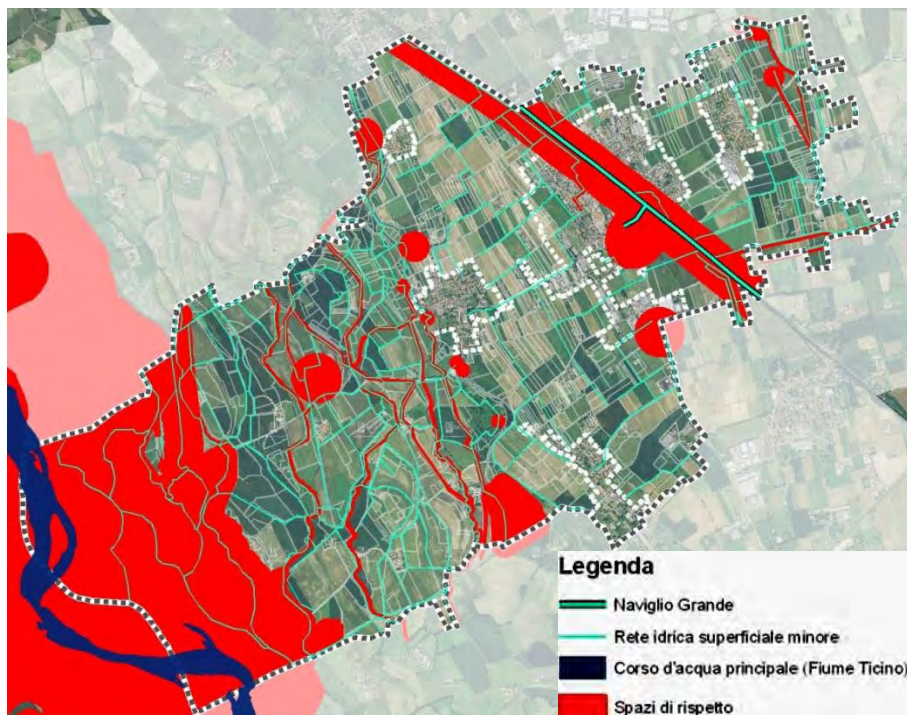 Legenda
Naviglio Grande
Rete idrica superficiale minore
Corso d'acqua principale (Fiume Ticino)
Spazi di rispetto